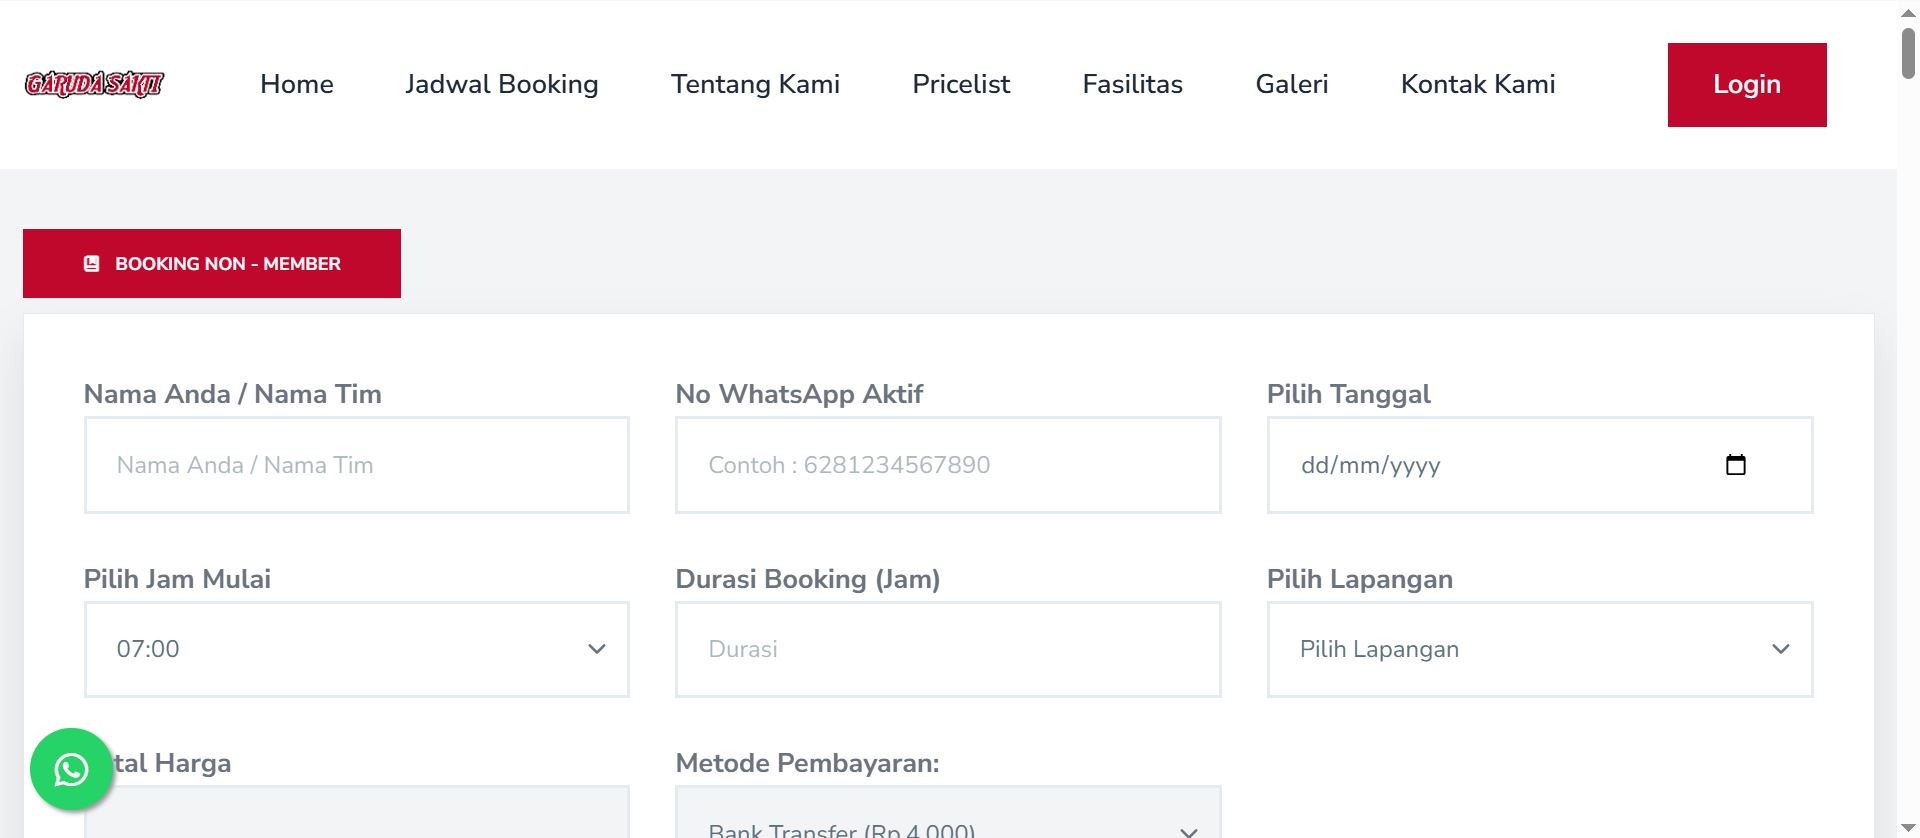 GARUDA SAKTI
Home
Jadwal Booking
Tentang Kami
Pricelist
Fasilitas
Galeri
Kontak Kami
Login
BOOKING NON - MEMBER
Nama Anda / Nama Tim
No WhatsApp Aktif
Pilih Tanggal
Nama Anda / Nama Tim
Contoh : 6281234567890
dd/mm/yyyy
Pilih Jam Mulai
Durasi Booking (Jam)
Pilih Lapangan
07:00
Durasi
Pilih Lapangan
tal Harga
Metode Pembayaran:
Bank Transfer (Rp 4,000)